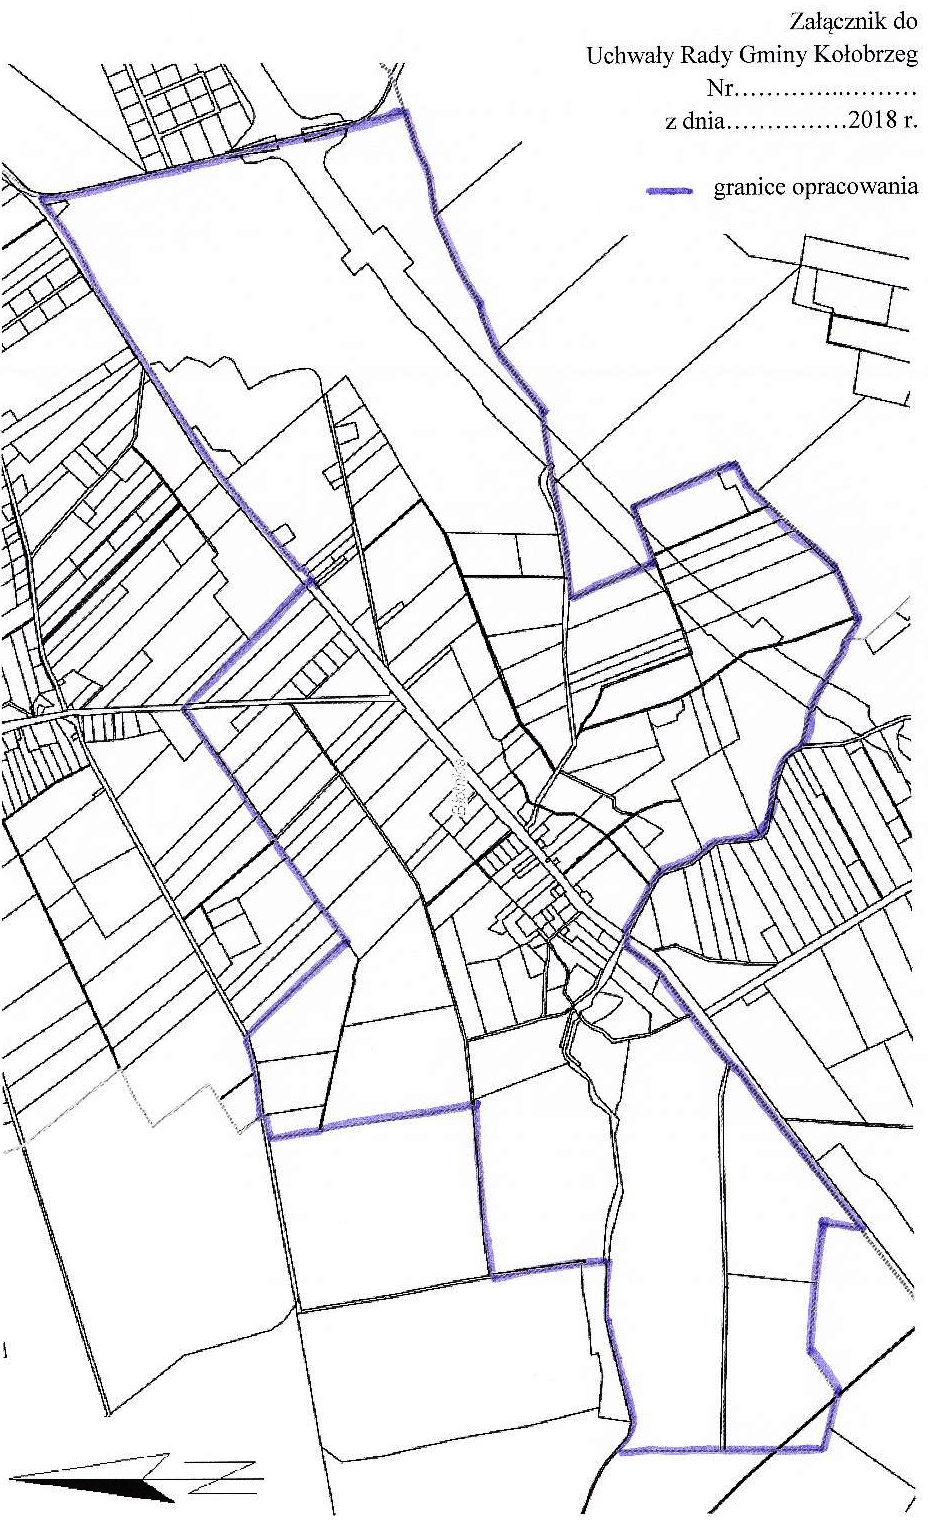 Załącznik do
Uchwały Rady Gminy Kołobrzeg
Nr……………...………
z dnia……………2018 r.
granice opracowania
N